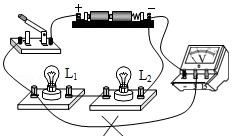 + −
V
L₁ L₂